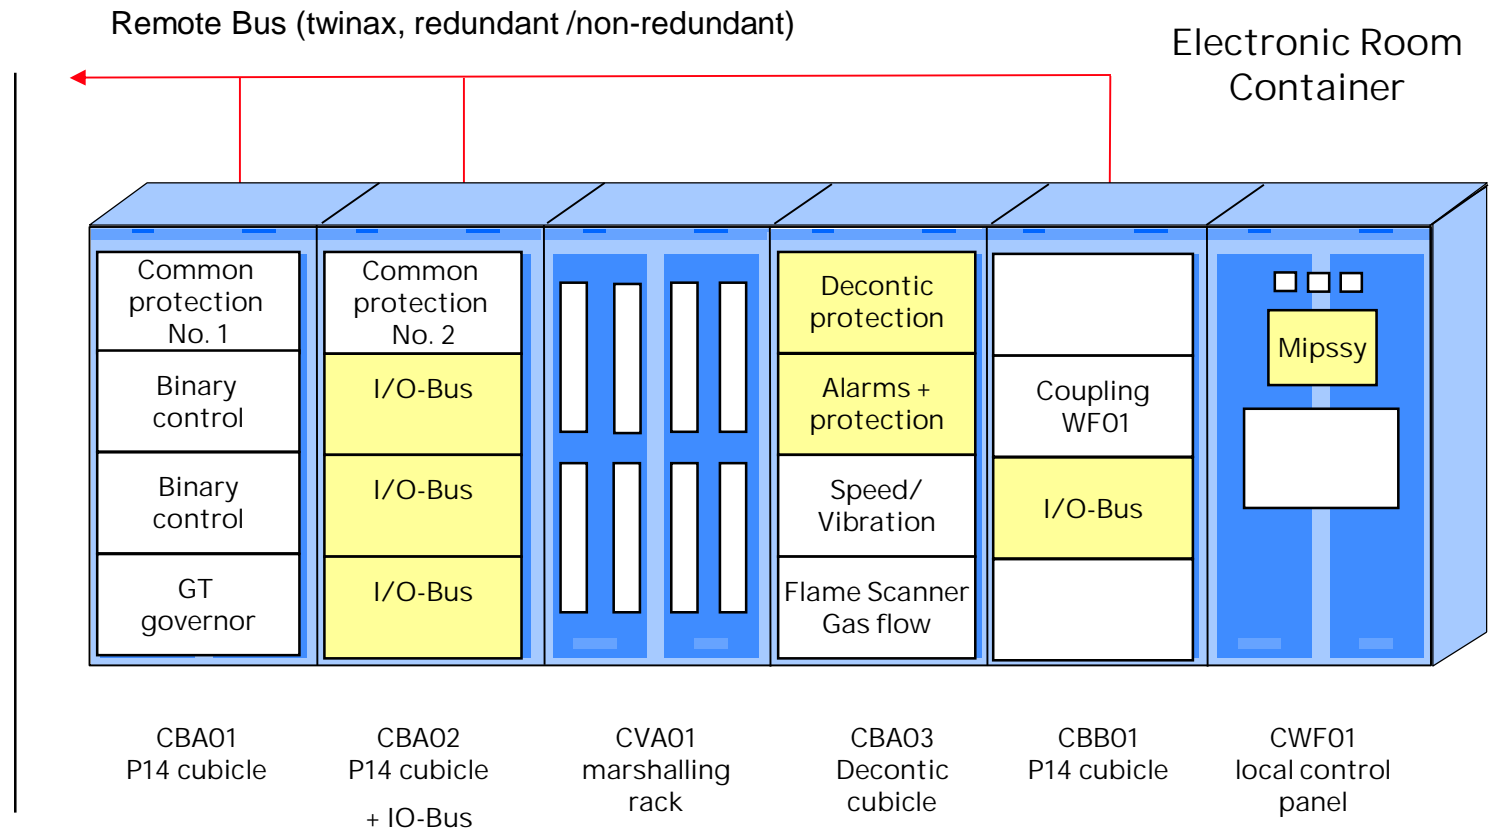 Remote Bus (twinax, redundant /non-redundant)
Electronic Room
Container
Common
protection
No. 1
Binary
control
Binary
control
GT
governor
Common
protection
No. 2
I/O-Bus
I/O-Bus
I/O-Bus
Decontic
protection
Alarms +
protection
Speed/
Vibration
Flame Scanner
Gas flow
Coupling
WF01
I/O-Bus
Mipssy
CBA01
P14 cubicle
CBA02
P14 cubicle
+ IO-Bus
CVA01
marshalling
rack
CBA03
Decontic
cubicle
CBB01
P14 cubicle
CWF01
local control
panel